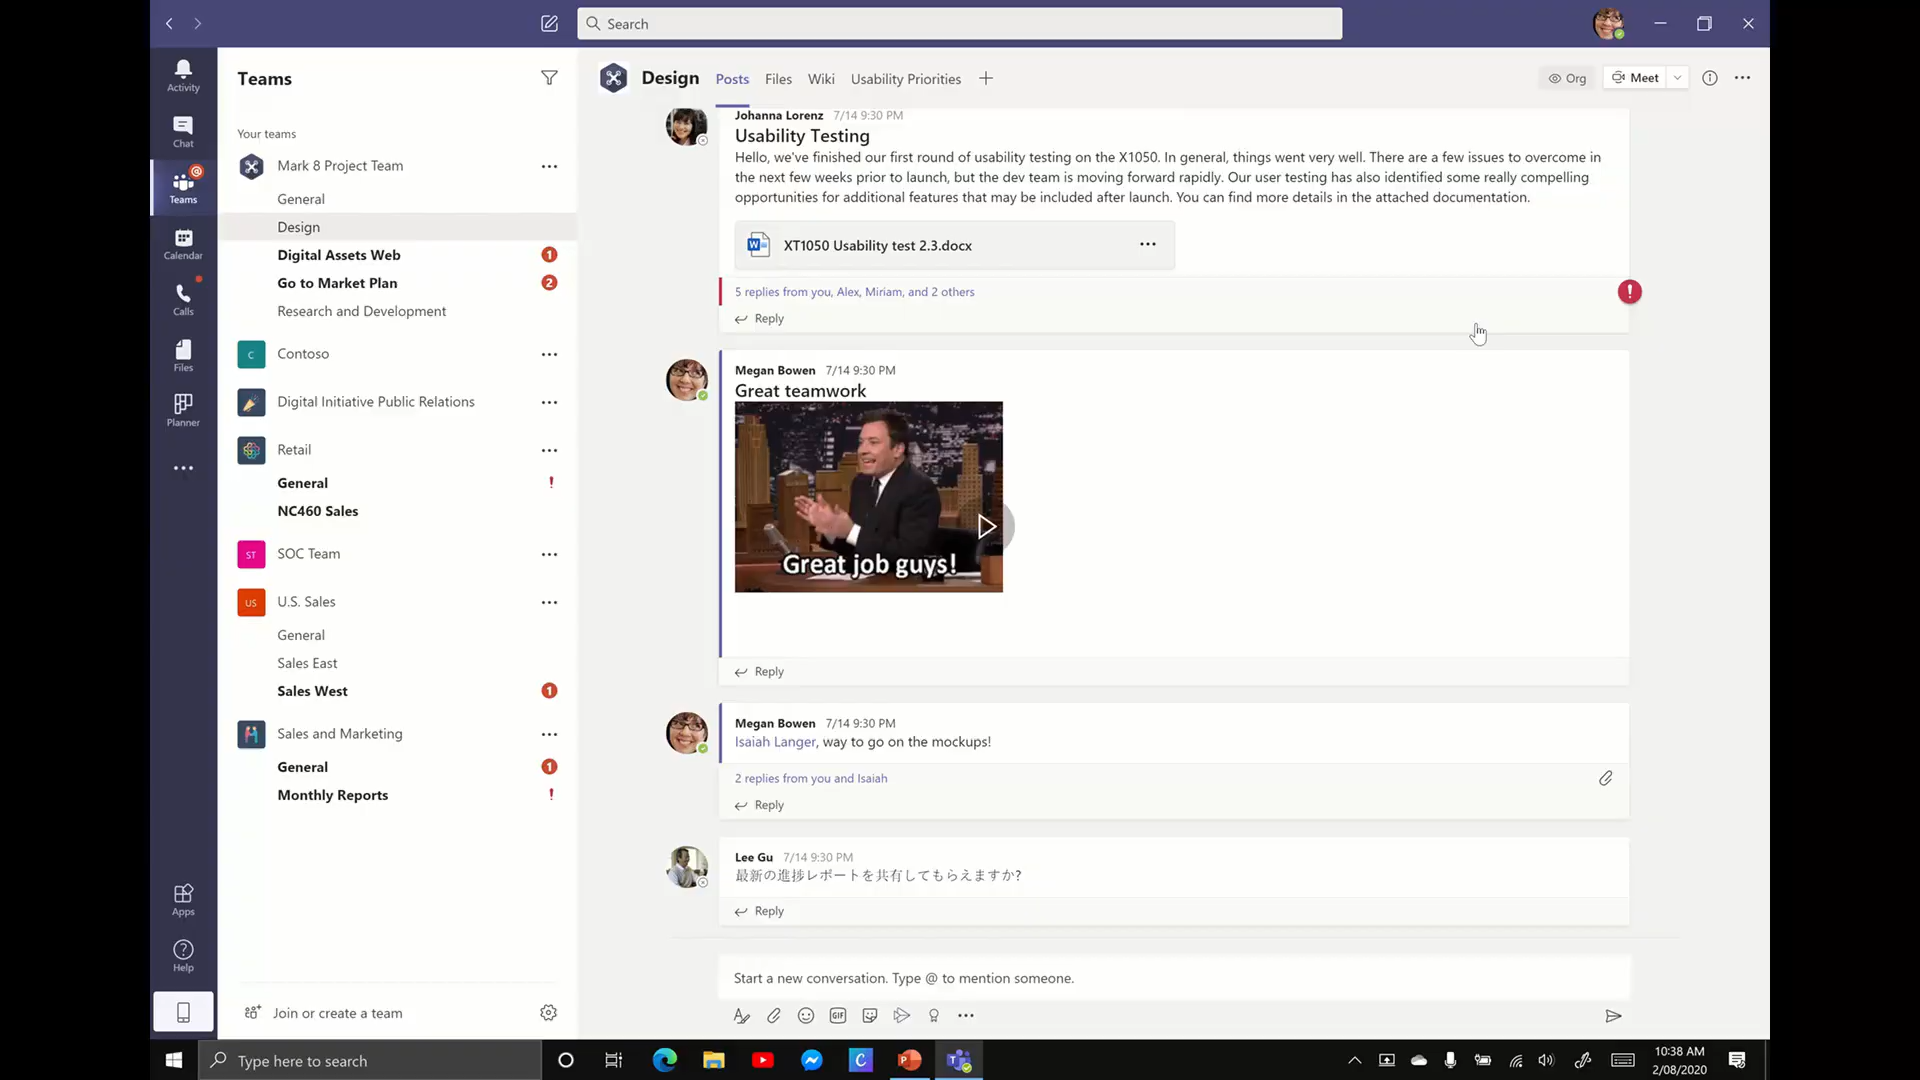 Search
Activity
Chat
Teams
Calendar
Calls
Files
Planner
Apps
Help
Teams
Your teams
Mark 8 Project Team
General
Design
Digital Assets Web 1
Go to Market Plan 2
Research and Development
C Contoso
Digital Initiative Public Relations
Retail
General !
NC460 Sales
ST SOC Team
US U.S. Sales
General
Sales East
Sales West 1
Sales and Marketing
General 1
Monthly Reports !
Join or create a team
Design Posts Files Wiki Usability Priorities Org Meet
Johanna Lorenz 7/14 9:30 PM
Usability Testing
Hello, we've finished our first round of usability testing on the X1050. In general, things went very well. There are a few issues to overcome in
the next few weeks prior to launch, but the dev team is moving forward rapidly. Our user testing has also identified some really compelling
opportunities for additional features that may be included after launch. You can find more details in the attached documentation.
XT1050 Usability test 2.3.docx
5 replies from you, Alex, Miriam, and 2 others
Reply
Megan Bowen 7/14 9:30 PM
Great teamwork
Great job guys!
Reply
Megan Bowen 7/14 9:30 PM
Isaiah Langer, way to go on the mockups!
2 replies from you and Isaiah
Reply
Lee Gu 7/14 9:30 PM
最新の進捗レポートを共有してもらえますか?
Reply
Start a new conversation. Type @ to mention someone.
GIF
Type here to search
10:38 AM
2/08/2020